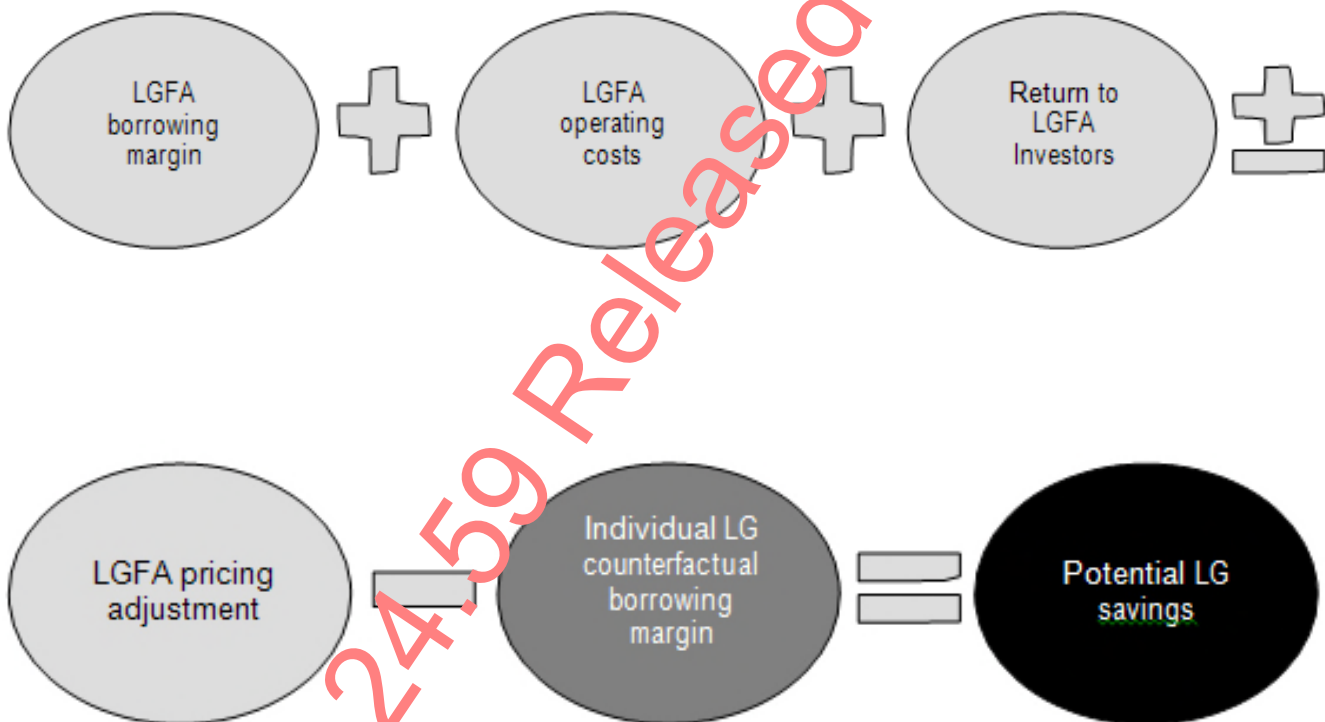 LGFA
borrowing
margin
LGFA
operating
costs
Return to
LGFA
Investors
LGFA pricing
adjustment
Individual LG
counterfactual
borrowing
margin
Potential LG
savings
24.59 Released